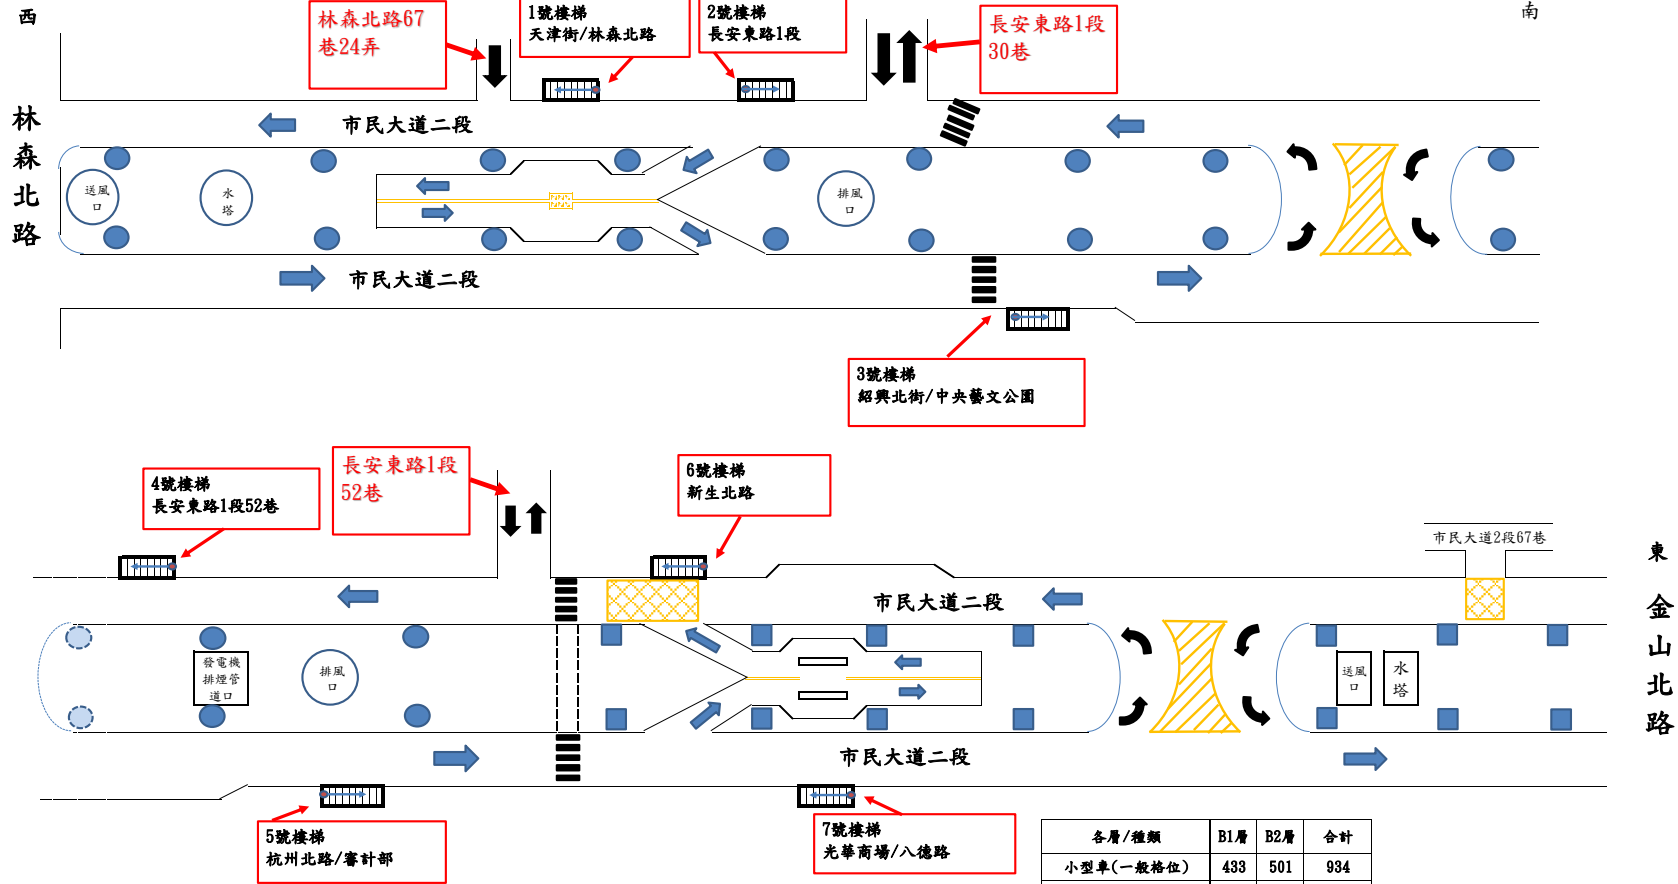 西
南
林森北路67
巷24弄
1號樓梯
天津街/林森北路
2號樓梯
長安東路1段
長安東路1段
30巷
林森北路
市民大道二段
送風
口
水
塔
排風
口
市民大道二段
3號樓梯
紹興北街/中央藝文公園
4號樓梯
長安東路1段52巷
長安東路1段
52巷
6號樓梯
新生北路
市民大道2段67巷
東
金山北路
市民大道二段
發電機
排煙管
道口
排風
口
送風
口
水
塔
市民大道二段
5號樓梯
杭州北路/審計部
7號樓梯
光華商場/八德路
各層/種類 B1層 B2層 合計
小型車(一般格位) 433 501 934